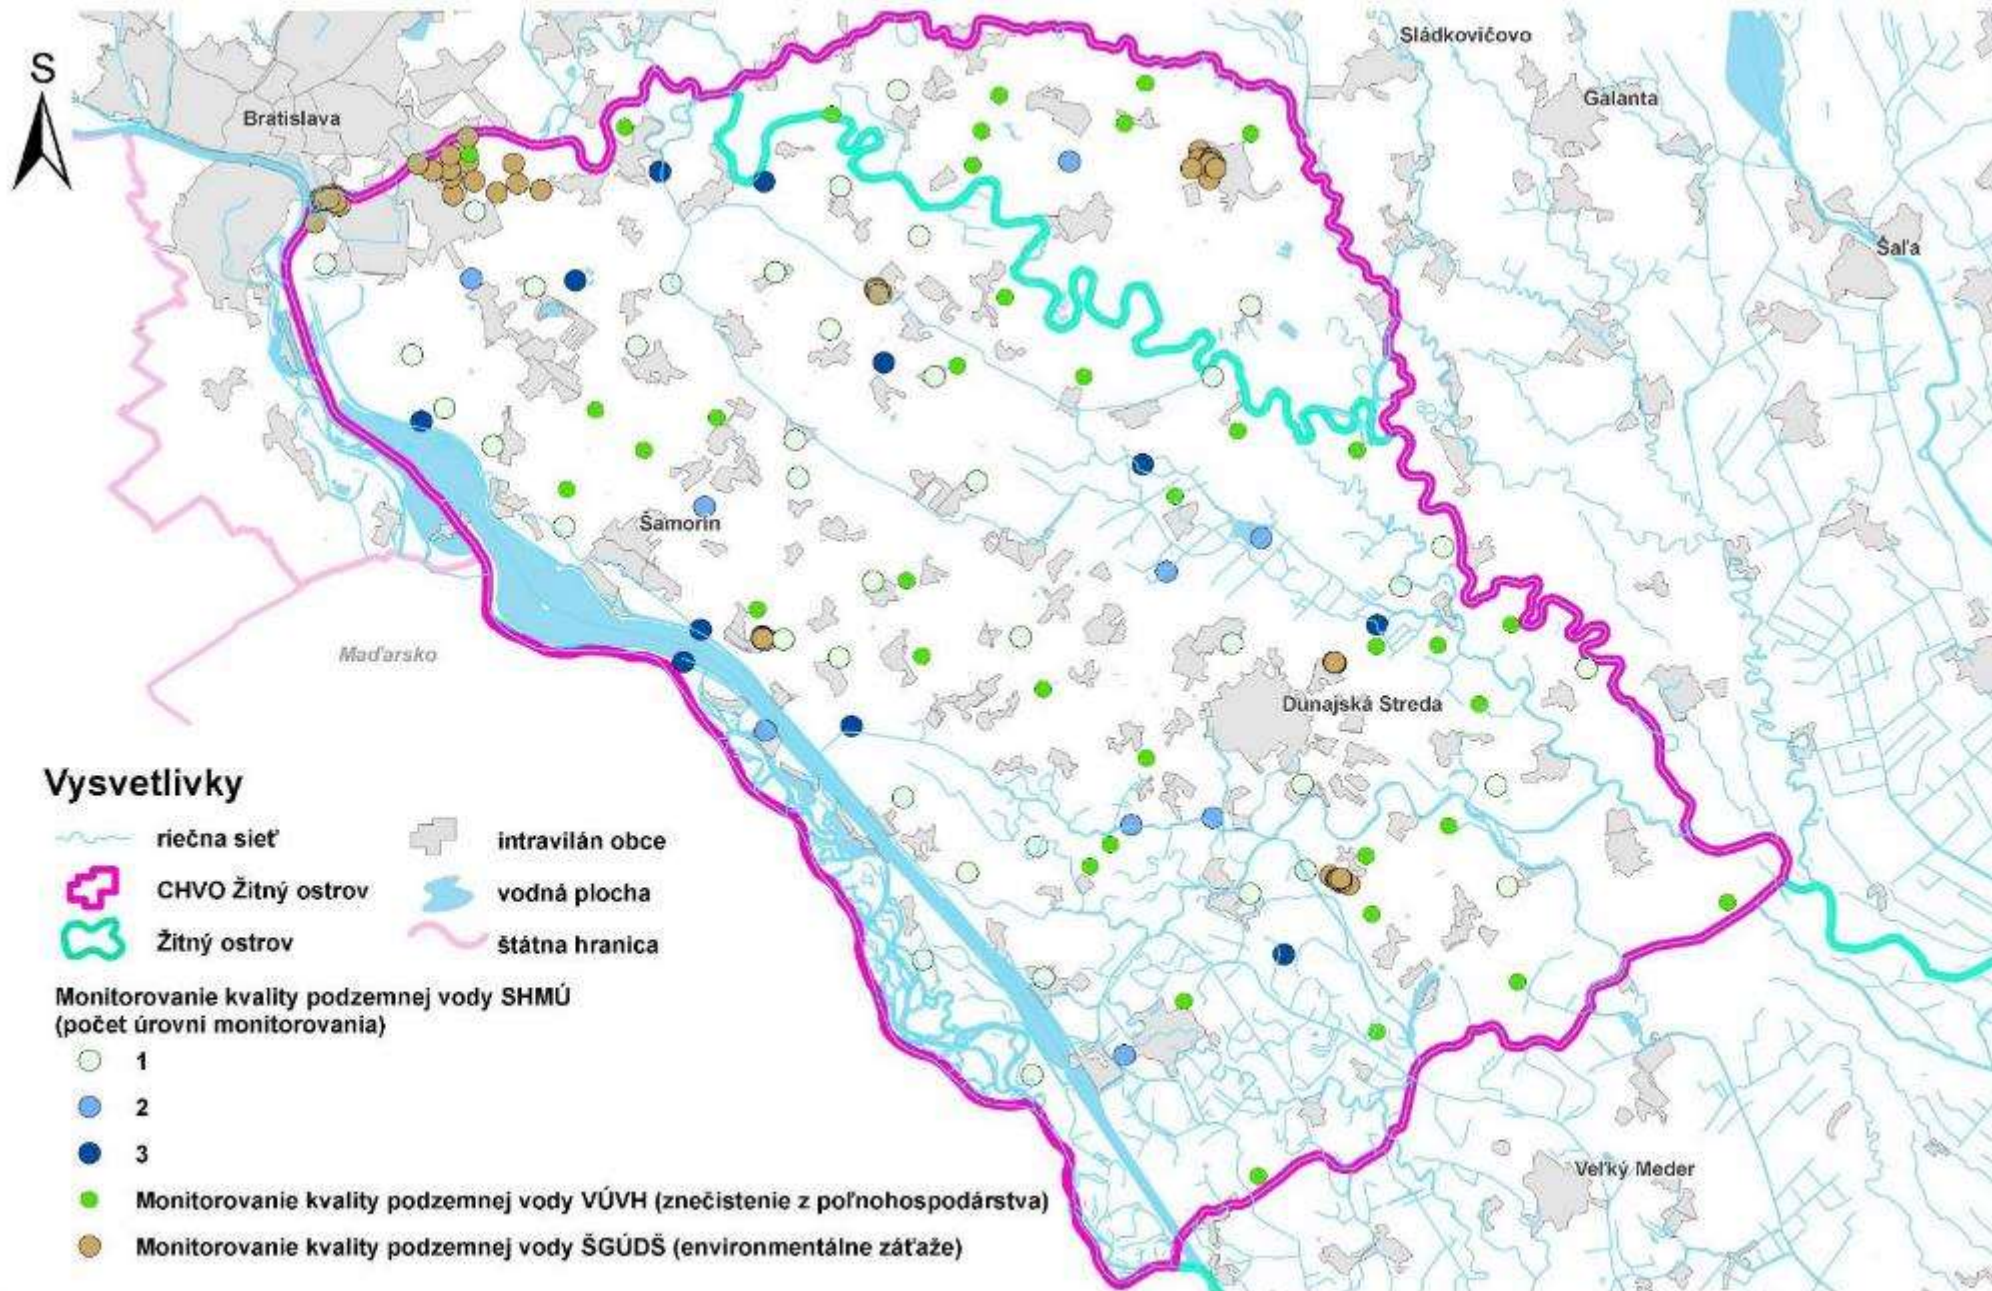 S
Bratislava
Sládkovičovo
Galanta
Šaľa
Šamorín
Maďarsko
Dunajská Streda
Veľký Meder
Vysvetlivky
riečna sieť
CHVO Žitný ostrov
Žitný ostrov
intravilán obce
vodná plocha
štátna hranica
Monitorovanie kvality podzemnej vody SHMÚ
(počet úrovni monitorovania)
1
2
3
Monitorovanie kvality podzemnej vody VÚVH (znečistenie z poľnohospodárstva)
Monitorovanie kvality podzemnej vody ŠGÚDŠ (environmentálne záťaže)